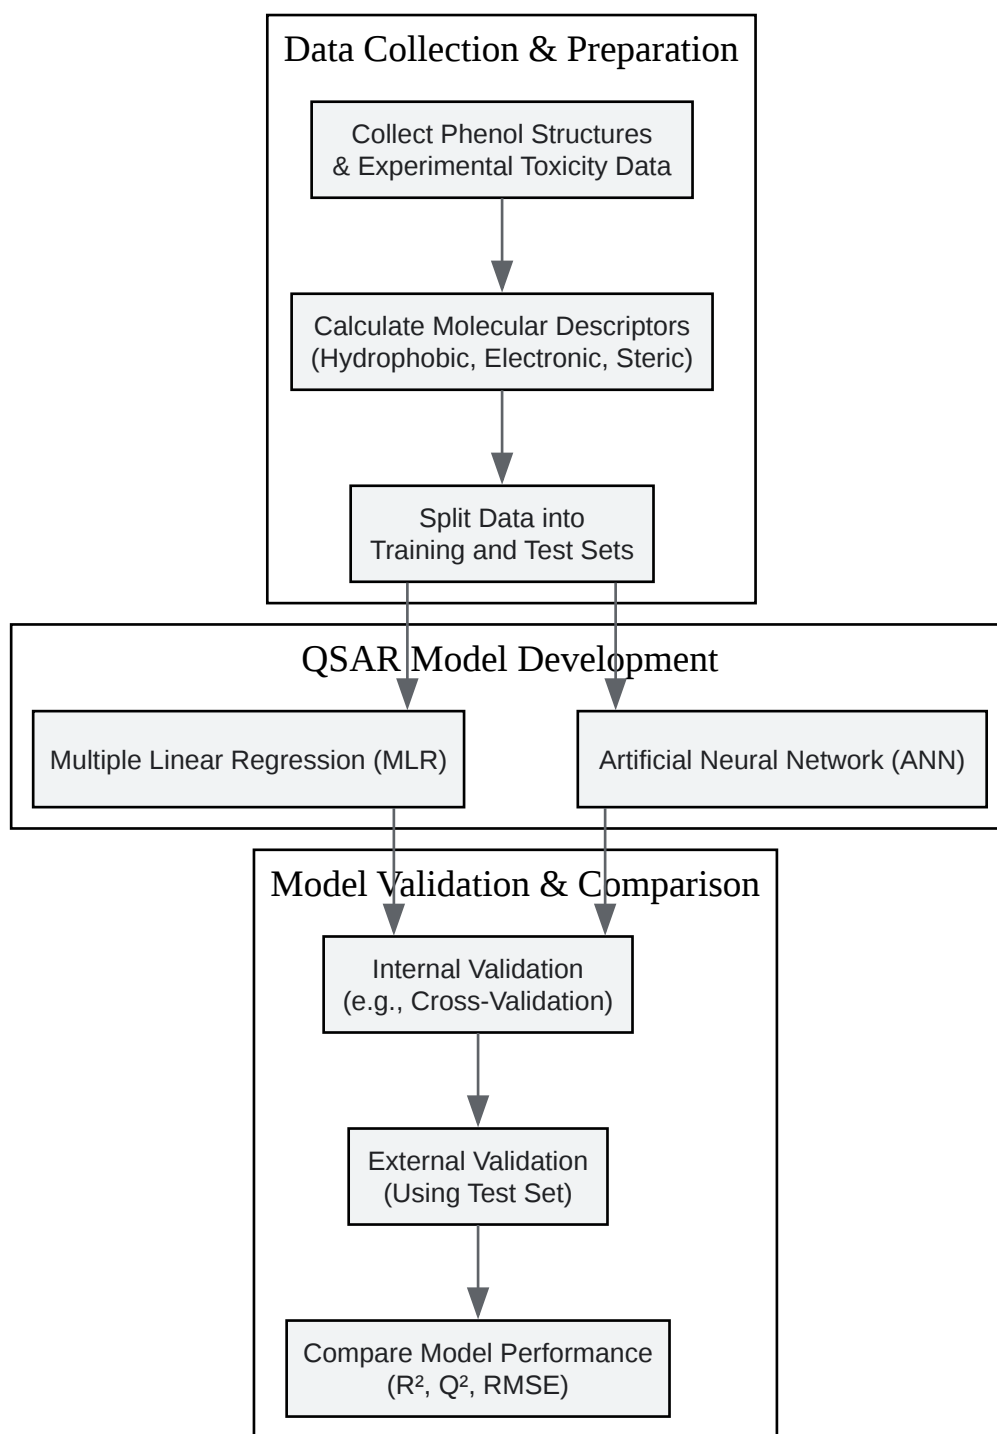 Data Collection & Preparation
Collect Phenol Structures
& Experimental Toxicity Data
Calculate Molecular Descriptors
(Hydrophobic, Electronic, Steric)
Split Data into
Training and Test Sets
QSAR Model Development
Multiple Linear Regression (MLR)
Artificial Neural Network (ANN)
Model Validation & Comparison
Internal Validation
(e.g., Cross-Validation)
External Validation
(Using Test Set)
Compare Model Performance
(R², Q², RMSE)